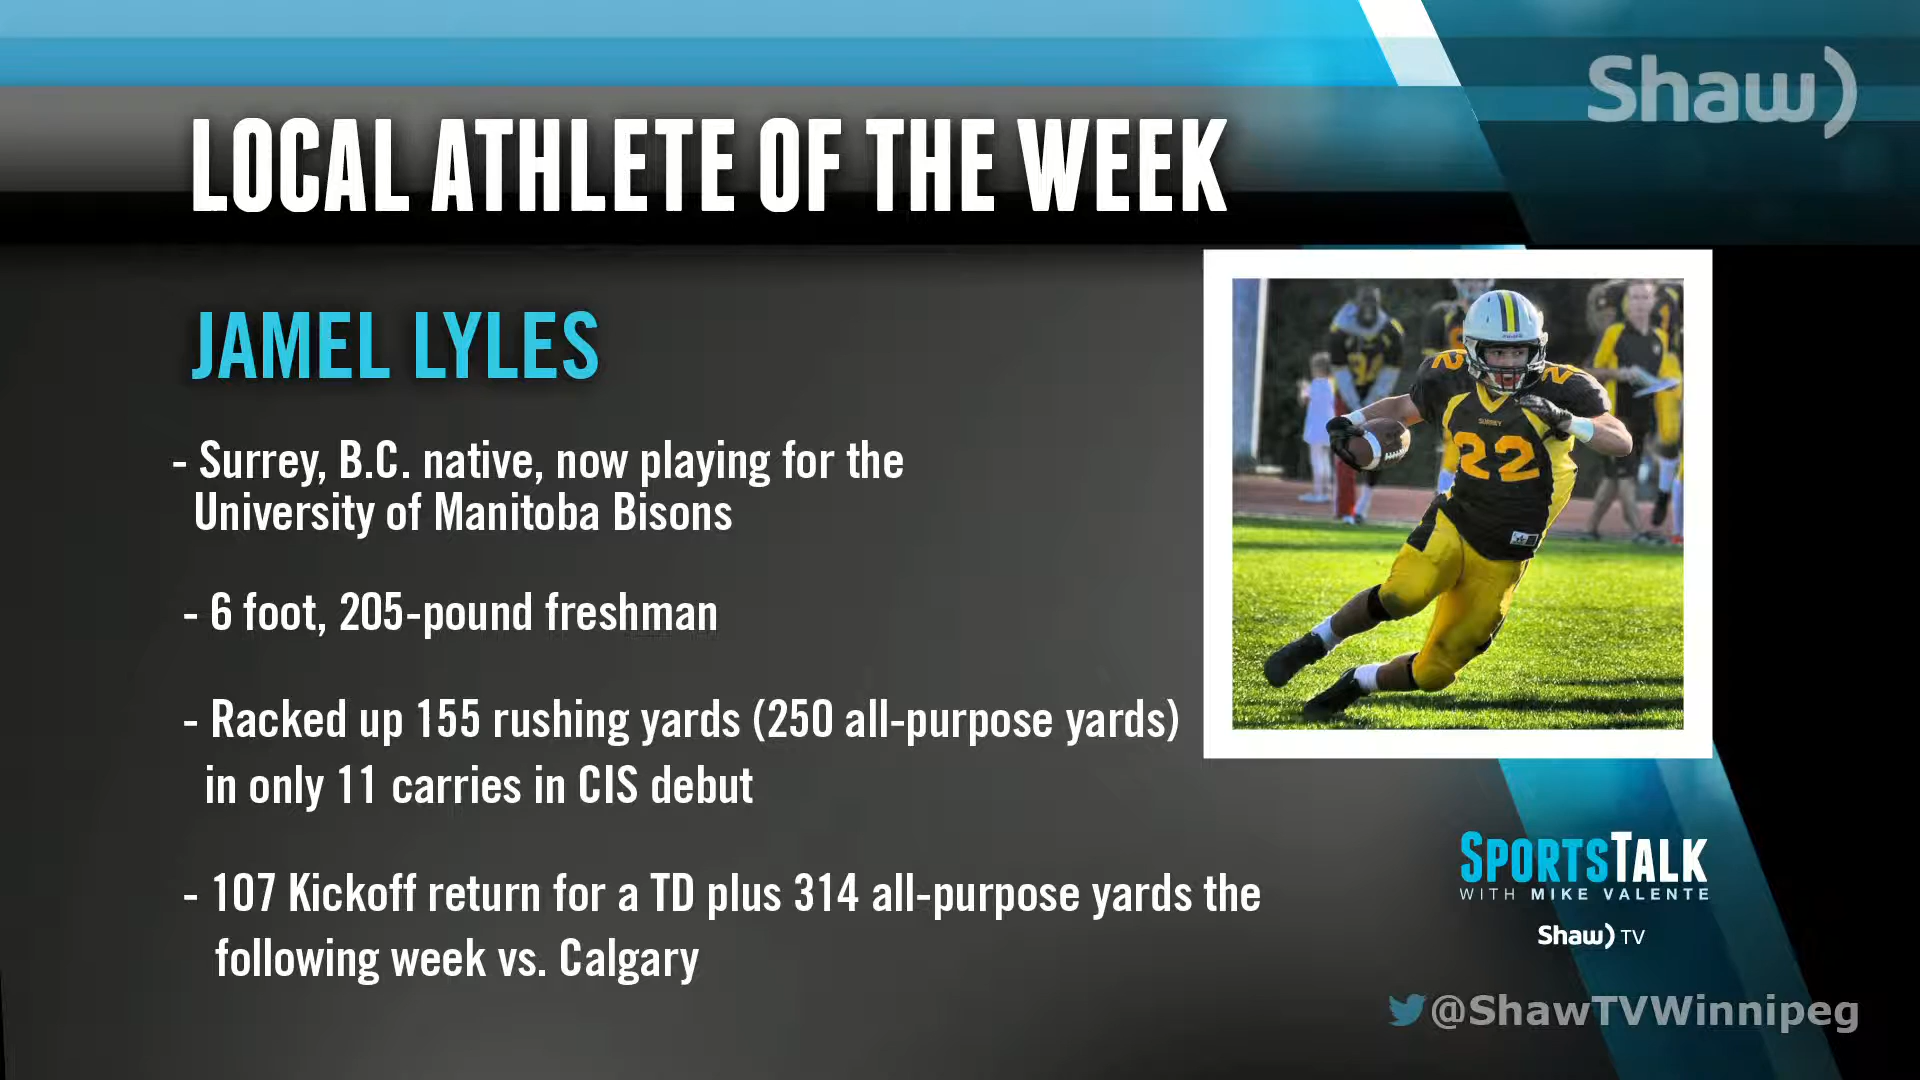 Shaw)
LOCAL ATHLETE OF THE WEEK
JAMEL LYLES
- Surrey, B.C. native, now playing for the
University of Manitoba Bisons
- 6 foot, 205-pound freshman
- Racked up 155 rushing yards (250 all-purpose yards)
in only 11 carries in CIS debut
- 107 Kickoff return for a TD plus 314 all-purpose yards the
following week vs. Calgary
22
22
SURREY
22
SPORTSTALK
WITH MIKE VALENTE
Shaw) TV
@ShawTVWinnipeg